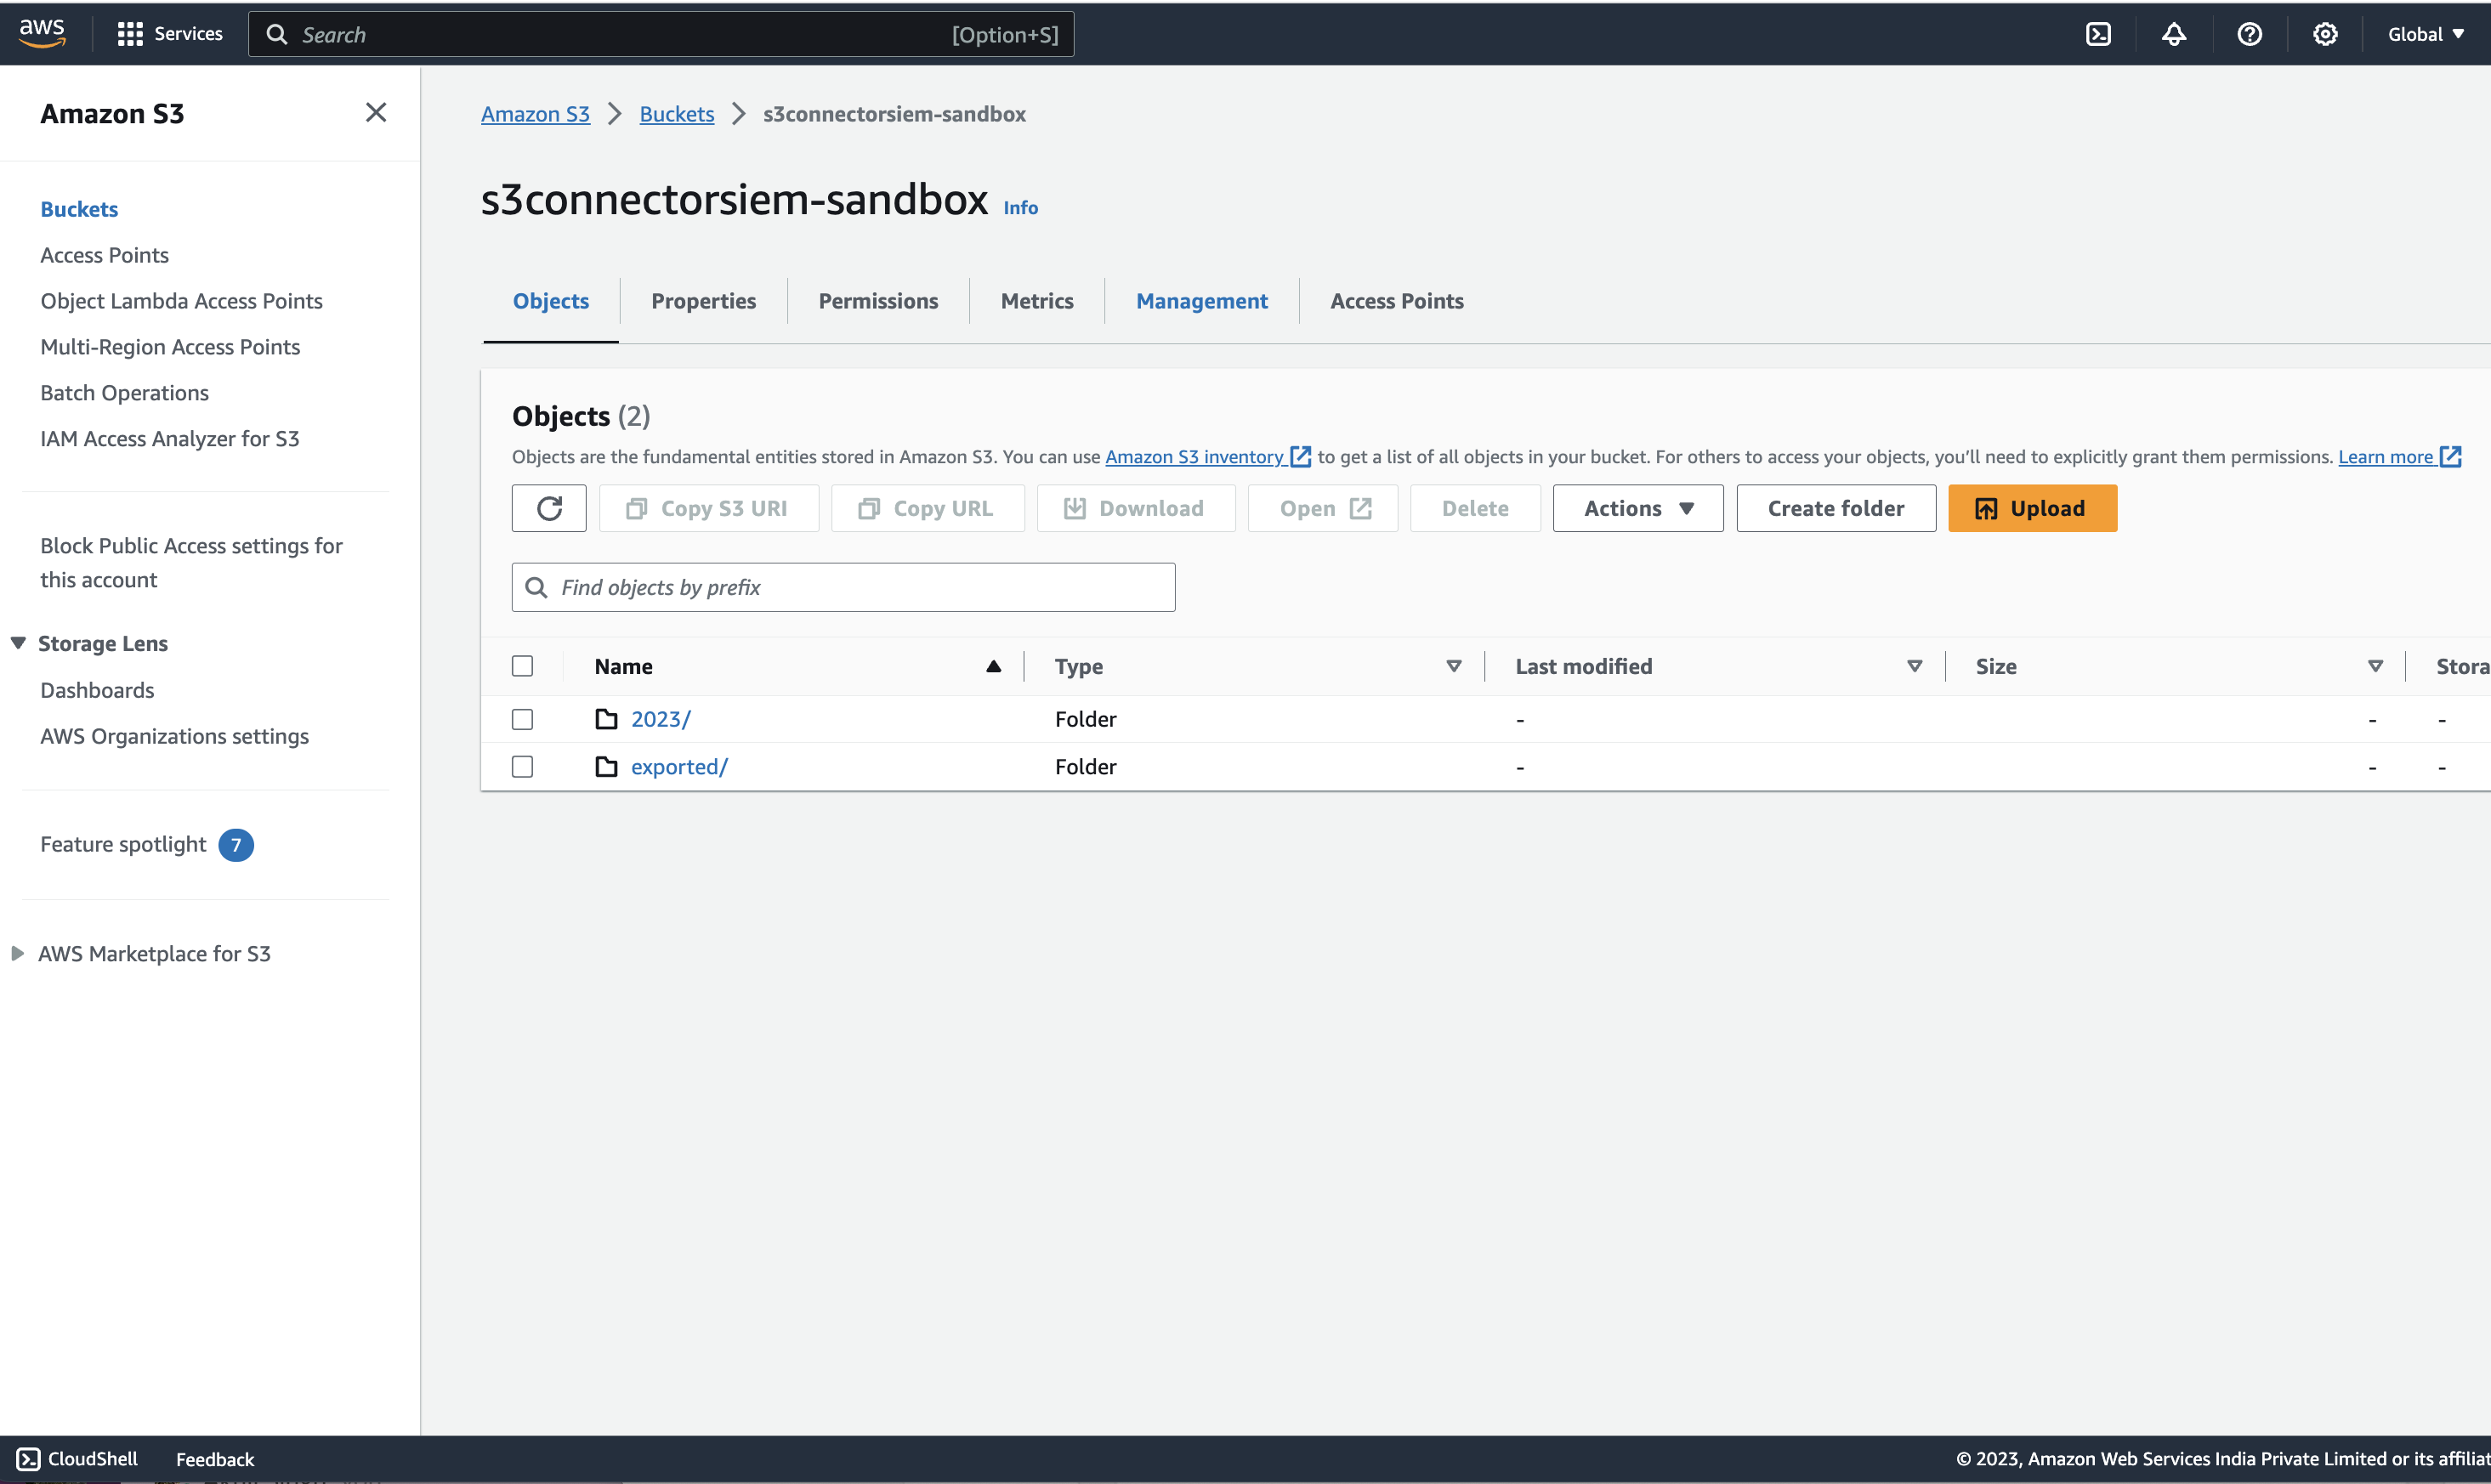 aws
Services
Search
[Option+S]
Global
Amazon S3
Buckets
Access Points
Object Lambda Access Points
Multi-Region Access Points
Batch Operations
IAM Access Analyzer for S3
Block Public Access settings for
this account
Storage Lens
Dashboards
AWS Organizations settings
Feature spotlight 7
AWS Marketplace for S3
Amazon S3 > Buckets > s3connectorsiem-sandbox
s3connectorsiem-sandbox Info
Objects Properties Permissions Metrics Management Access Points
Objects (2)
Objects are the fundamental entities stored in Amazon S3. You can use Amazon S3 inventory to get a list of all objects in your bucket. For others to access your objects, you’ll need to explicitly grant them permissions. Learn more
Copy S3 URI Copy URL Download Open Delete Actions Create folder Upload
Find objects by prefix
Name Type Last modified Size Stora
2023/ Folder - - -
exported/ Folder - - -
CloudShell Feedback
© 2023, Amazon Web Services India Private Limited or its affiliat